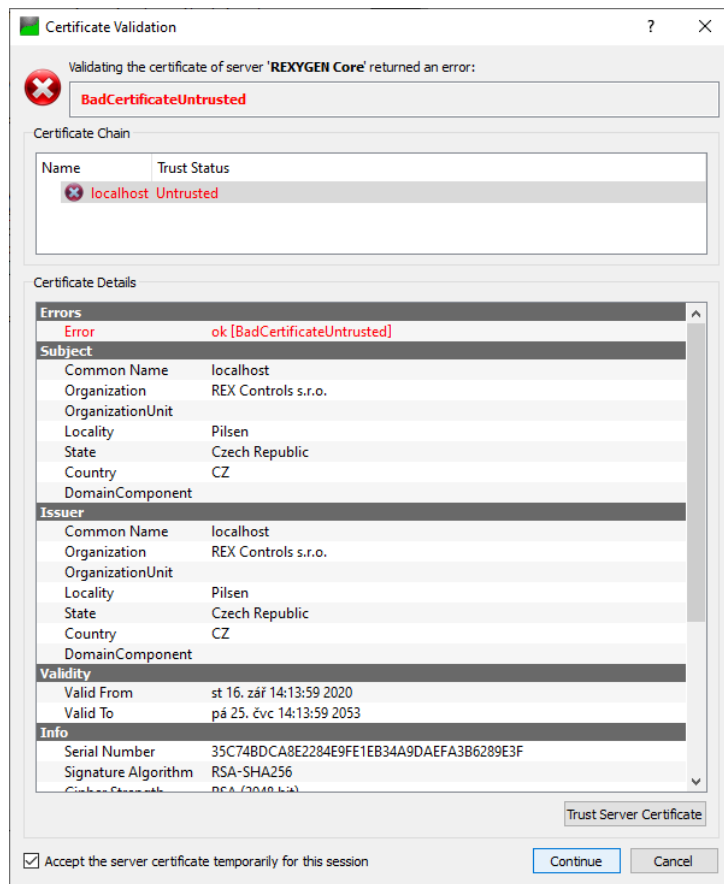 Certificate Validation ?
Validating the certificate of server 'REXYGEN Core' returned an error:
BadCertificateUntrusted
Certificate Chain
Name Trust Status
localhost Untrusted
Certificate Details
Errors
Error ok [BadCertificateUntrusted]
Subject
Common Name localhost
Organization REX Controls s.r.o.
OrganizationUnit
Locality Pilsen
State Czech Republic
Country CZ
DomainComponent
Issuer
Common Name localhost
Organization REX Controls s.r.o.
OrganizationUnit
Locality Pilsen
State Czech Republic
Country CZ
DomainComponent
Validity
Valid From st 16. zář 14:13:59 2020
Valid To pá 25. čvc 14:13:59 2053
Info
Serial Number 35C74BDCA8E2284E9FE1EB34A9DAEFA3B6289E3F
Signature Algorithm RSA-SHA256
Cipher Strength RSA (2048 bit)
Trust Server Certificate
Accept the server certificate temporarily for this session Continue Cancel